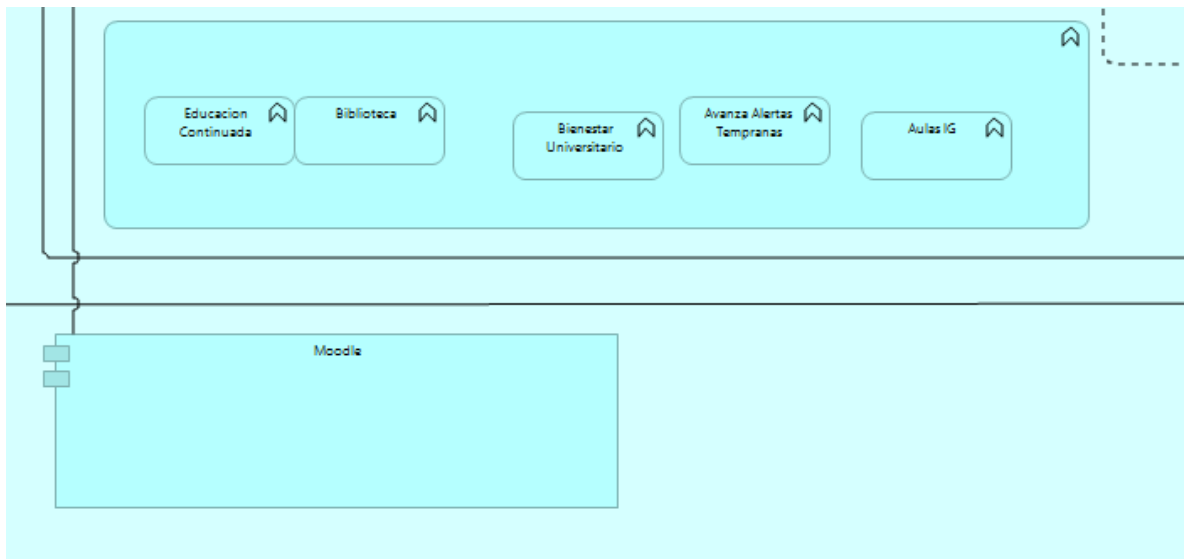 Educacion
Continuada
Biblioteca
Bienestar
Universitario
Avanza Alertas
Tempranas
Aulas IG
Moodle